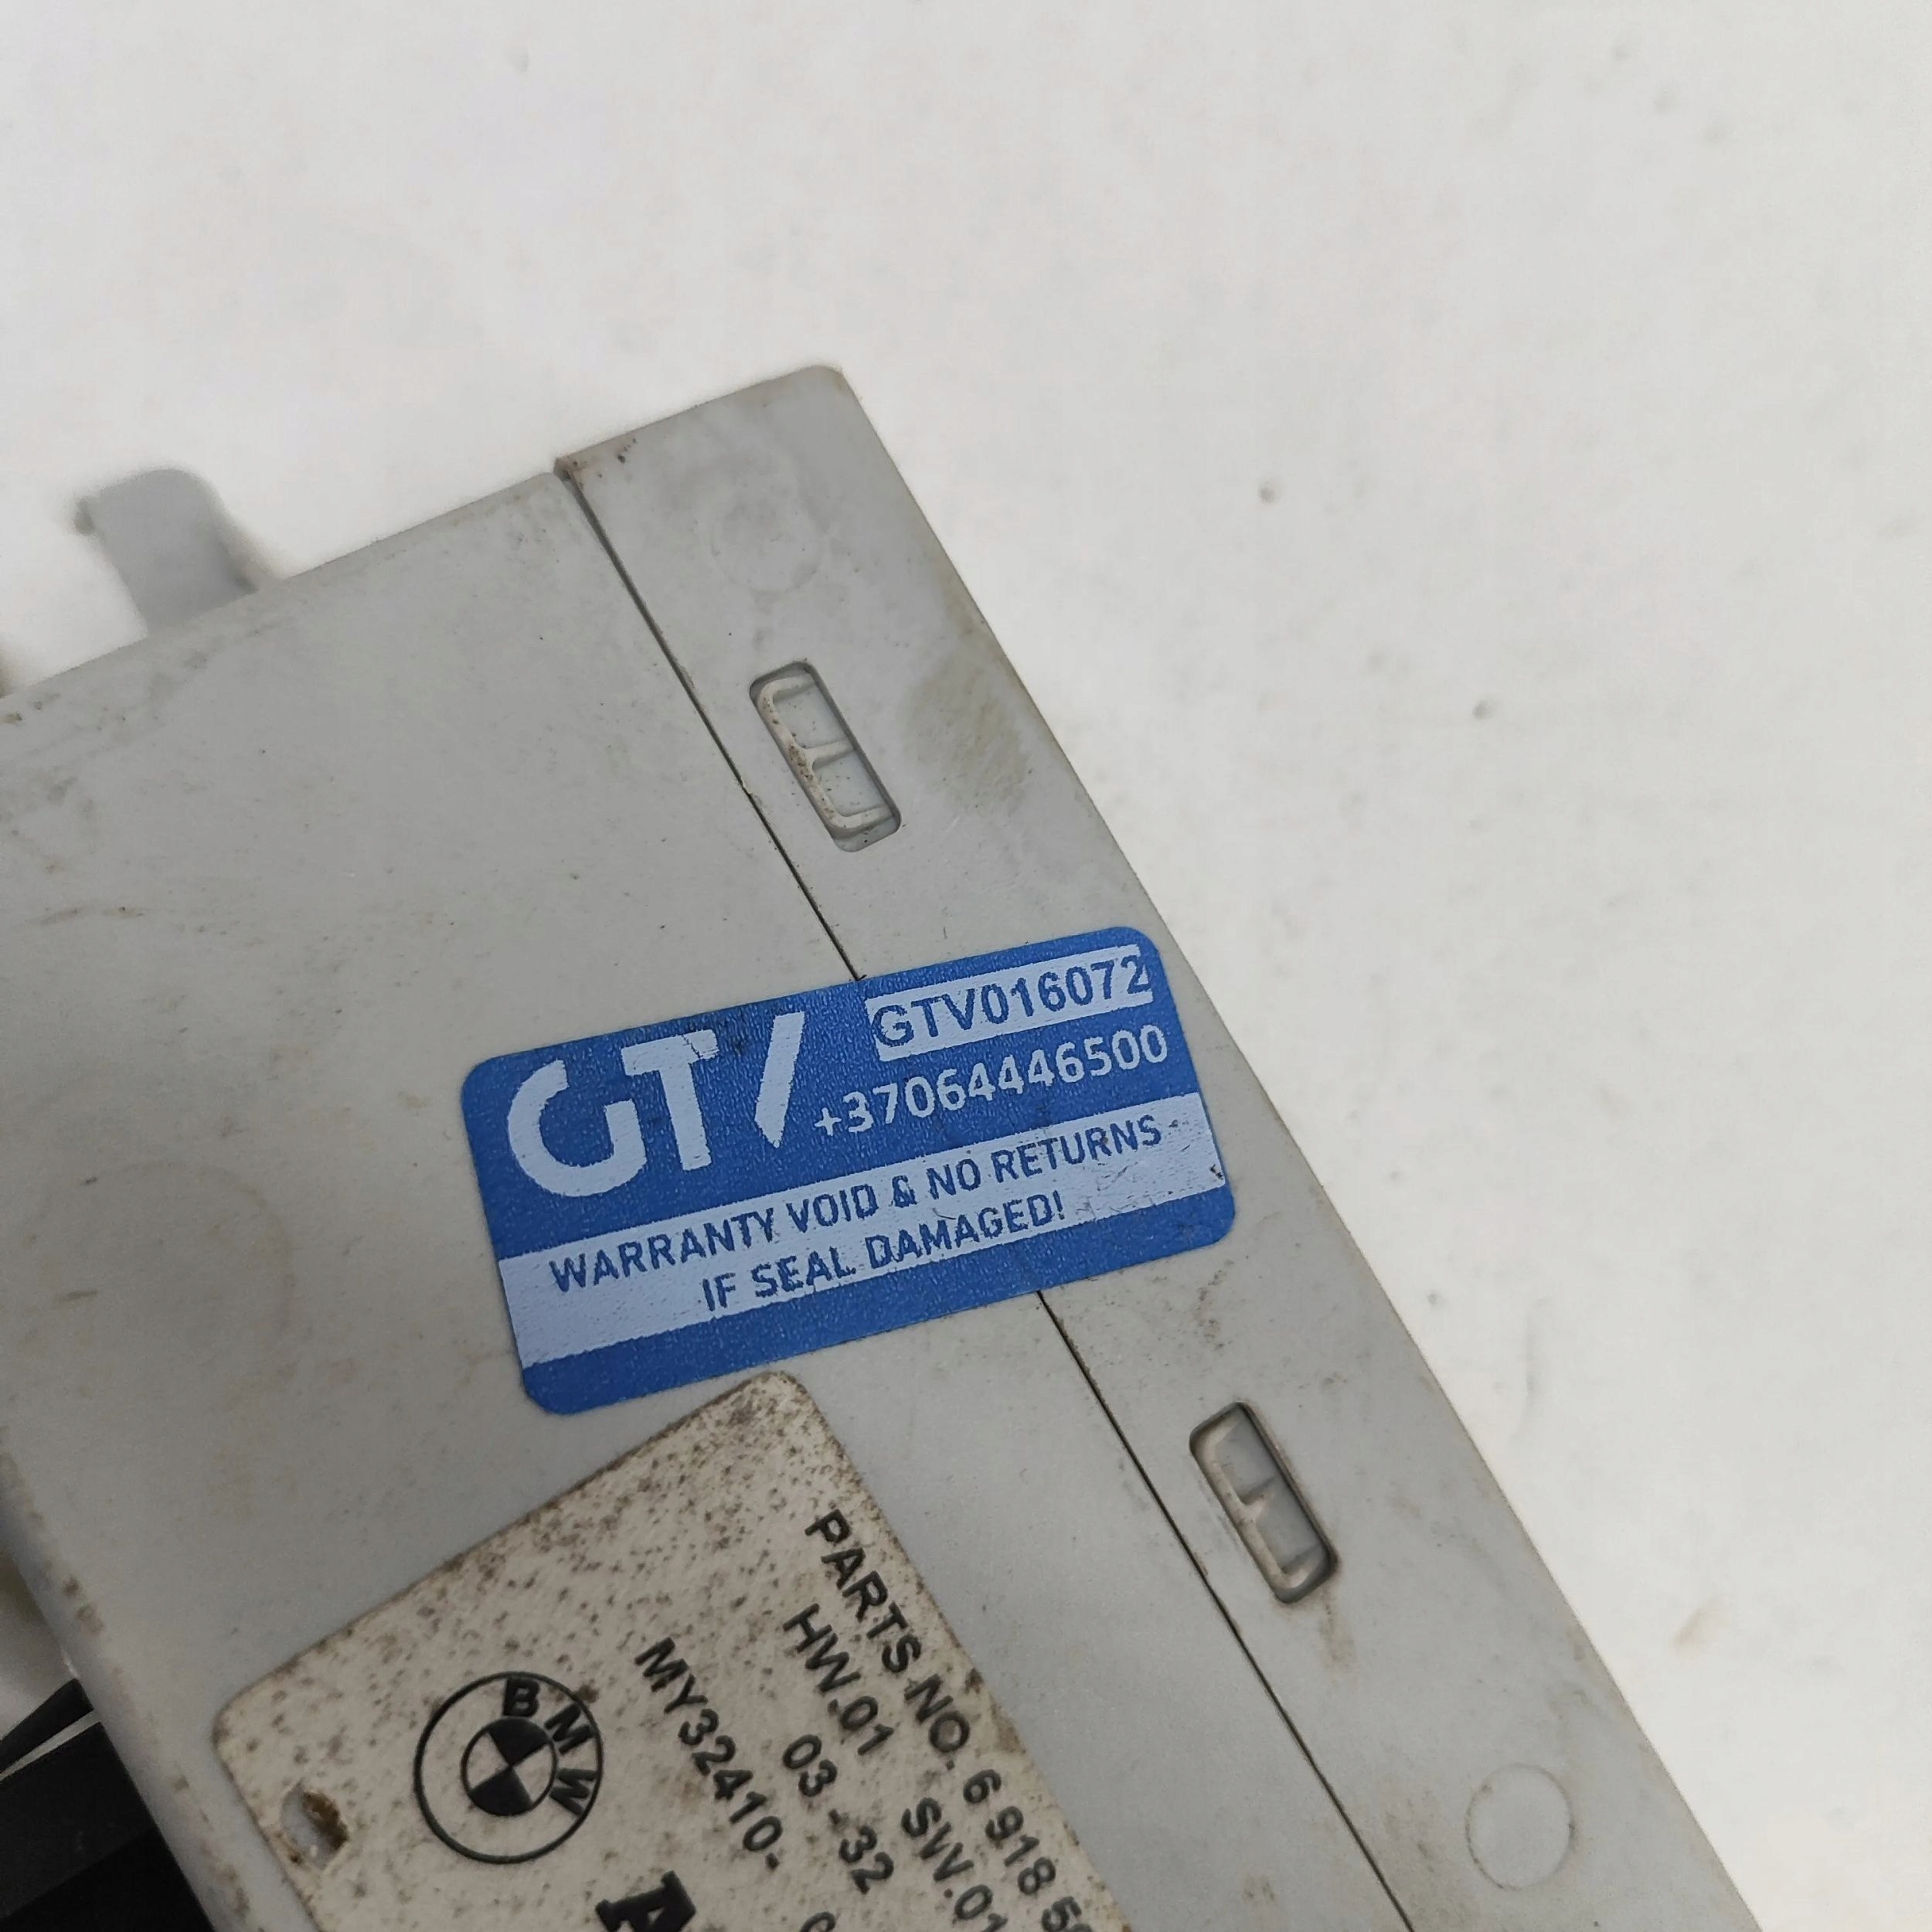 GTV GTV016072
+37064446500
WARRANTY VOID & NO RETURNS
IF SEAL DAMAGED!
PARTS NO. 6 918 5
HW.01 SW.01
03 - 32
MY32410-
BMW